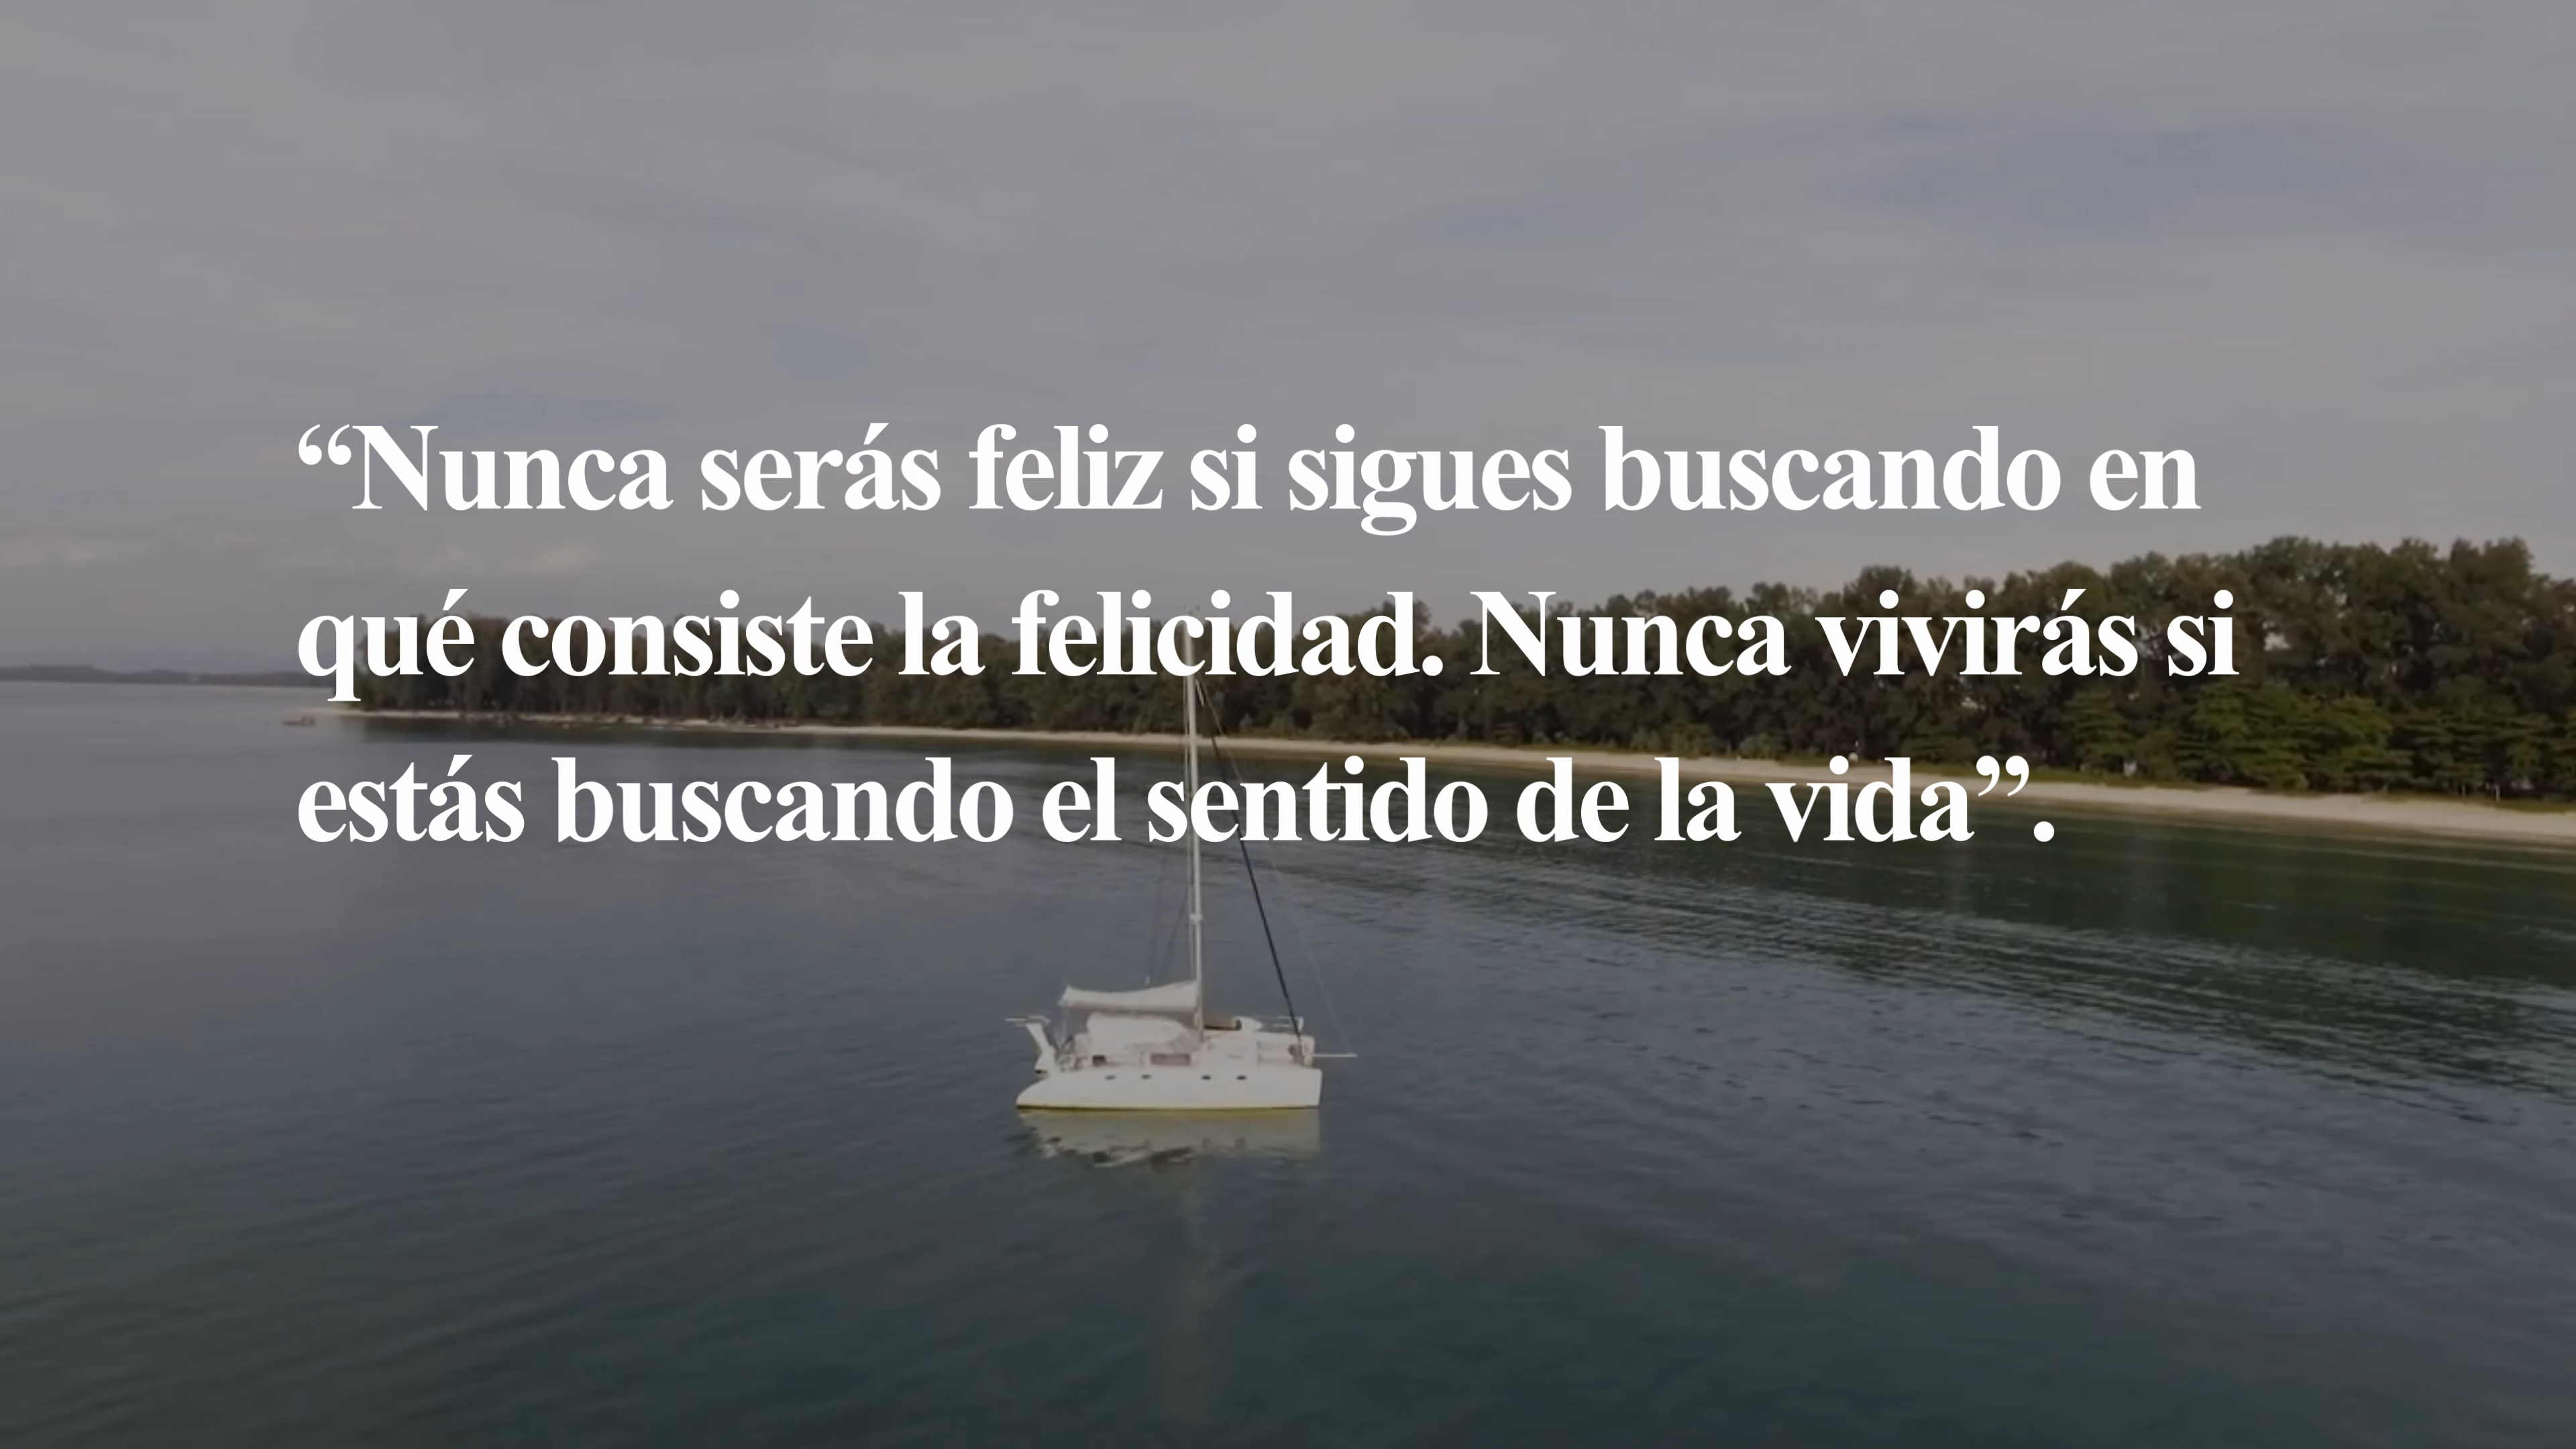 “Nunca serás feliz si sigues buscando en
qué consiste la felicidad. Nunca vivirás si
estás buscando el sentido de la vida”.